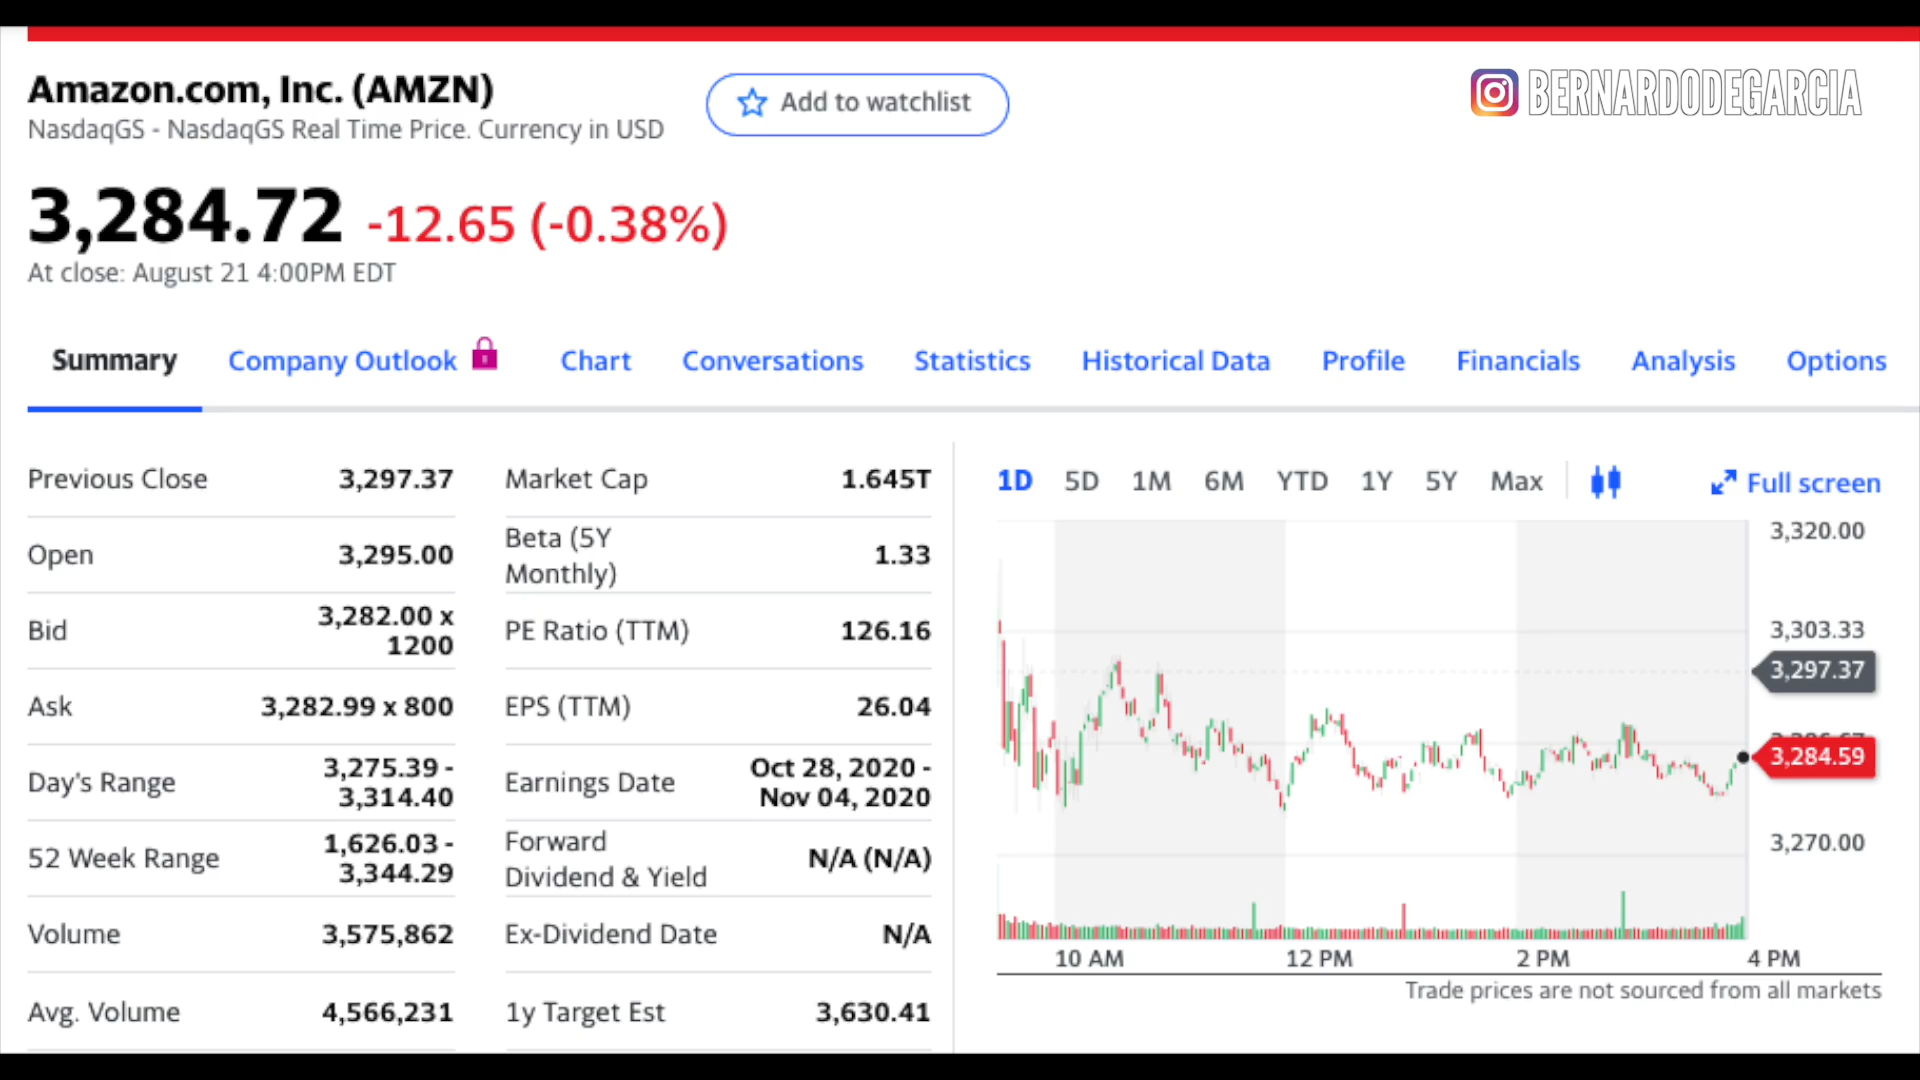 Amazon.com, Inc. (AMZN)
NasdaqGS - NasdaqGS Real Time Price. Currency in USD
Add to watchlist
BERNARDODEGARCIA
3,284.72 -12.65 (-0.38%)
At close: August 21 4:00PM EDT
Summary Company Outlook Chart Conversations Statistics Historical Data Profile Financials Analysis Options
Previous Close 3,297.37
Open 3,295.00
Bid 3,282.00 x
1200
Ask 3,282.99 x 800
Day's Range 3,275.39 -
3,314.40
52 Week Range 1,626.03 -
3,344.29
Volume 3,575,862
Avg. Volume 4,566,231
Market Cap 1.645T
Beta (5Y
Monthly) 1.33
PE Ratio (TTM) 126.16
EPS (TTM) 26.04
Earnings Date Oct 28, 2020 -
Nov 04, 2020
Forward
Dividend & Yield N/A (N/A)
Ex-Dividend Date N/A
1y Target Est 3,630.41
1D 5D 1M 6M YTD 1Y 5Y Max Full screen
3,320.00
3,303.33
3,297.37
3,284.59
3,270.00
10 AM 12 PM 2 PM 4 PM
Trade prices are not sourced from all markets